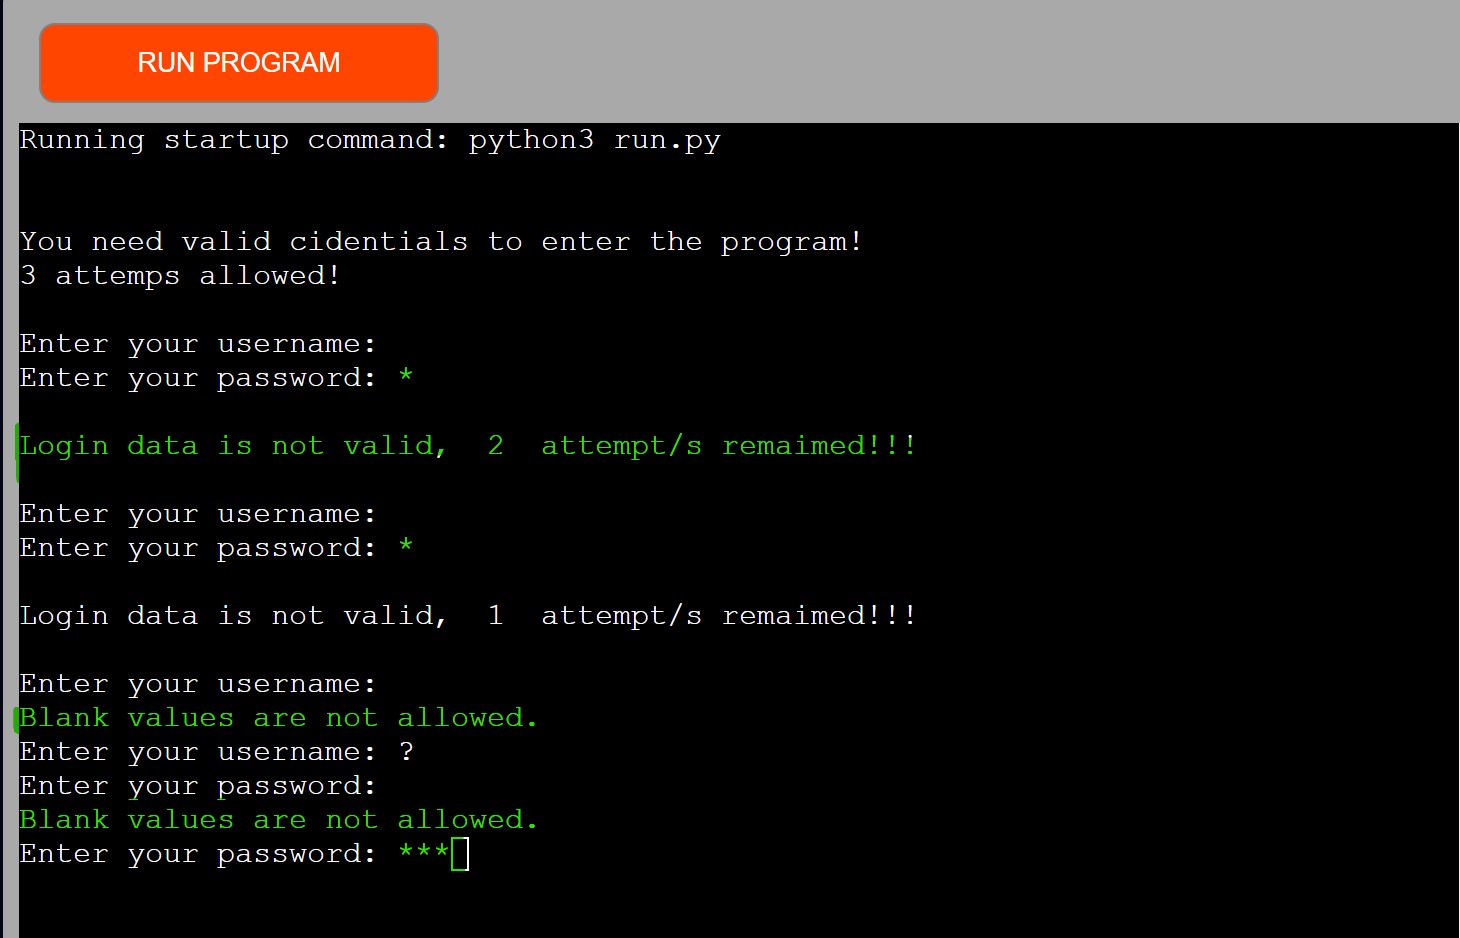 RUN PROGRAM
Running startup command: python3 run.py
You need valid cidentials to enter the program!
3 attemps allowed!
Enter your username:
Enter your password: *
Login data is not valid,  2  attempt/s remaimed!!!
Enter your username:
Enter your password: *
Login data is not valid,  1  attempt/s remaimed!!!
Enter your username:
Blank values are not allowed.
Enter your username: ?
Enter your password:
Blank values are not allowed.
Enter your password: ***